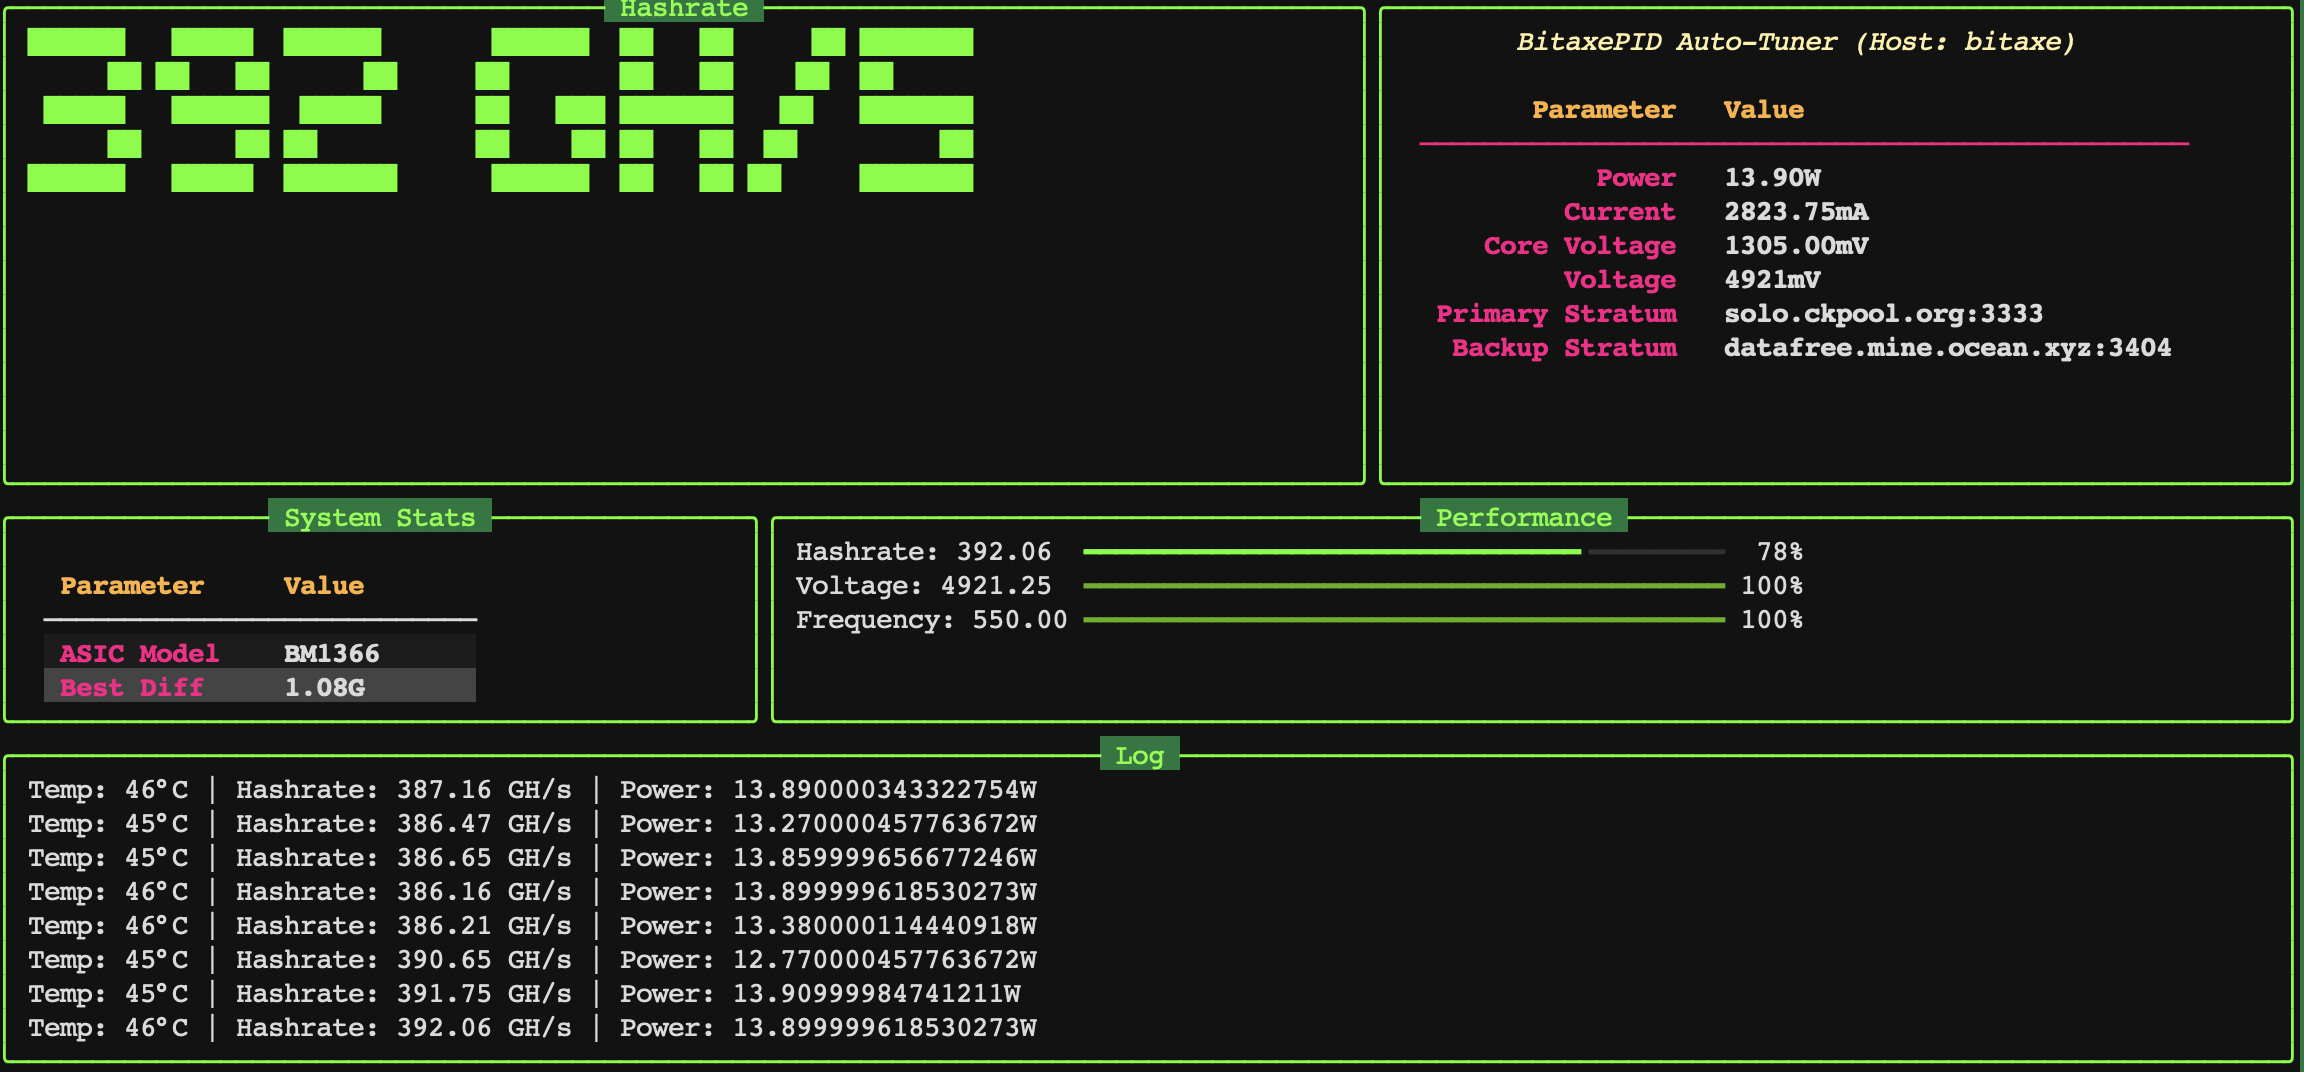 Hashrate
392 GH/S
BitaxePID Auto-Tuner (Host: bitaxe)
Parameter Value
Power 13.90W
Current 2823.75mA
Core Voltage 1305.00mV
Voltage 4921mV
Primary Stratum solo.ckpool.org:3333
Backup Stratum datafree.mine.ocean.xyz:3404
System Stats
Parameter Value
ASIC Model BM1366
Best Diff 1.08G
Performance
Hashrate: 392.06 78%
Voltage: 4921.25 100%
Frequency: 550.00 100%
Log
Temp: 46°C | Hashrate: 387.16 GH/s | Power: 13.890000343322754W
Temp: 45°C | Hashrate: 386.47 GH/s | Power: 13.270000457763672W
Temp: 45°C | Hashrate: 386.65 GH/s | Power: 13.859999656677246W
Temp: 46°C | Hashrate: 386.16 GH/s | Power: 13.899999618530273W
Temp: 46°C | Hashrate: 386.21 GH/s | Power: 13.380000114440918W
Temp: 45°C | Hashrate: 390.65 GH/s | Power: 12.770000457763672W
Temp: 45°C | Hashrate: 391.75 GH/s | Power: 13.90999984741211W
Temp: 46°C | Hashrate: 392.06 GH/s | Power: 13.899999618530273W